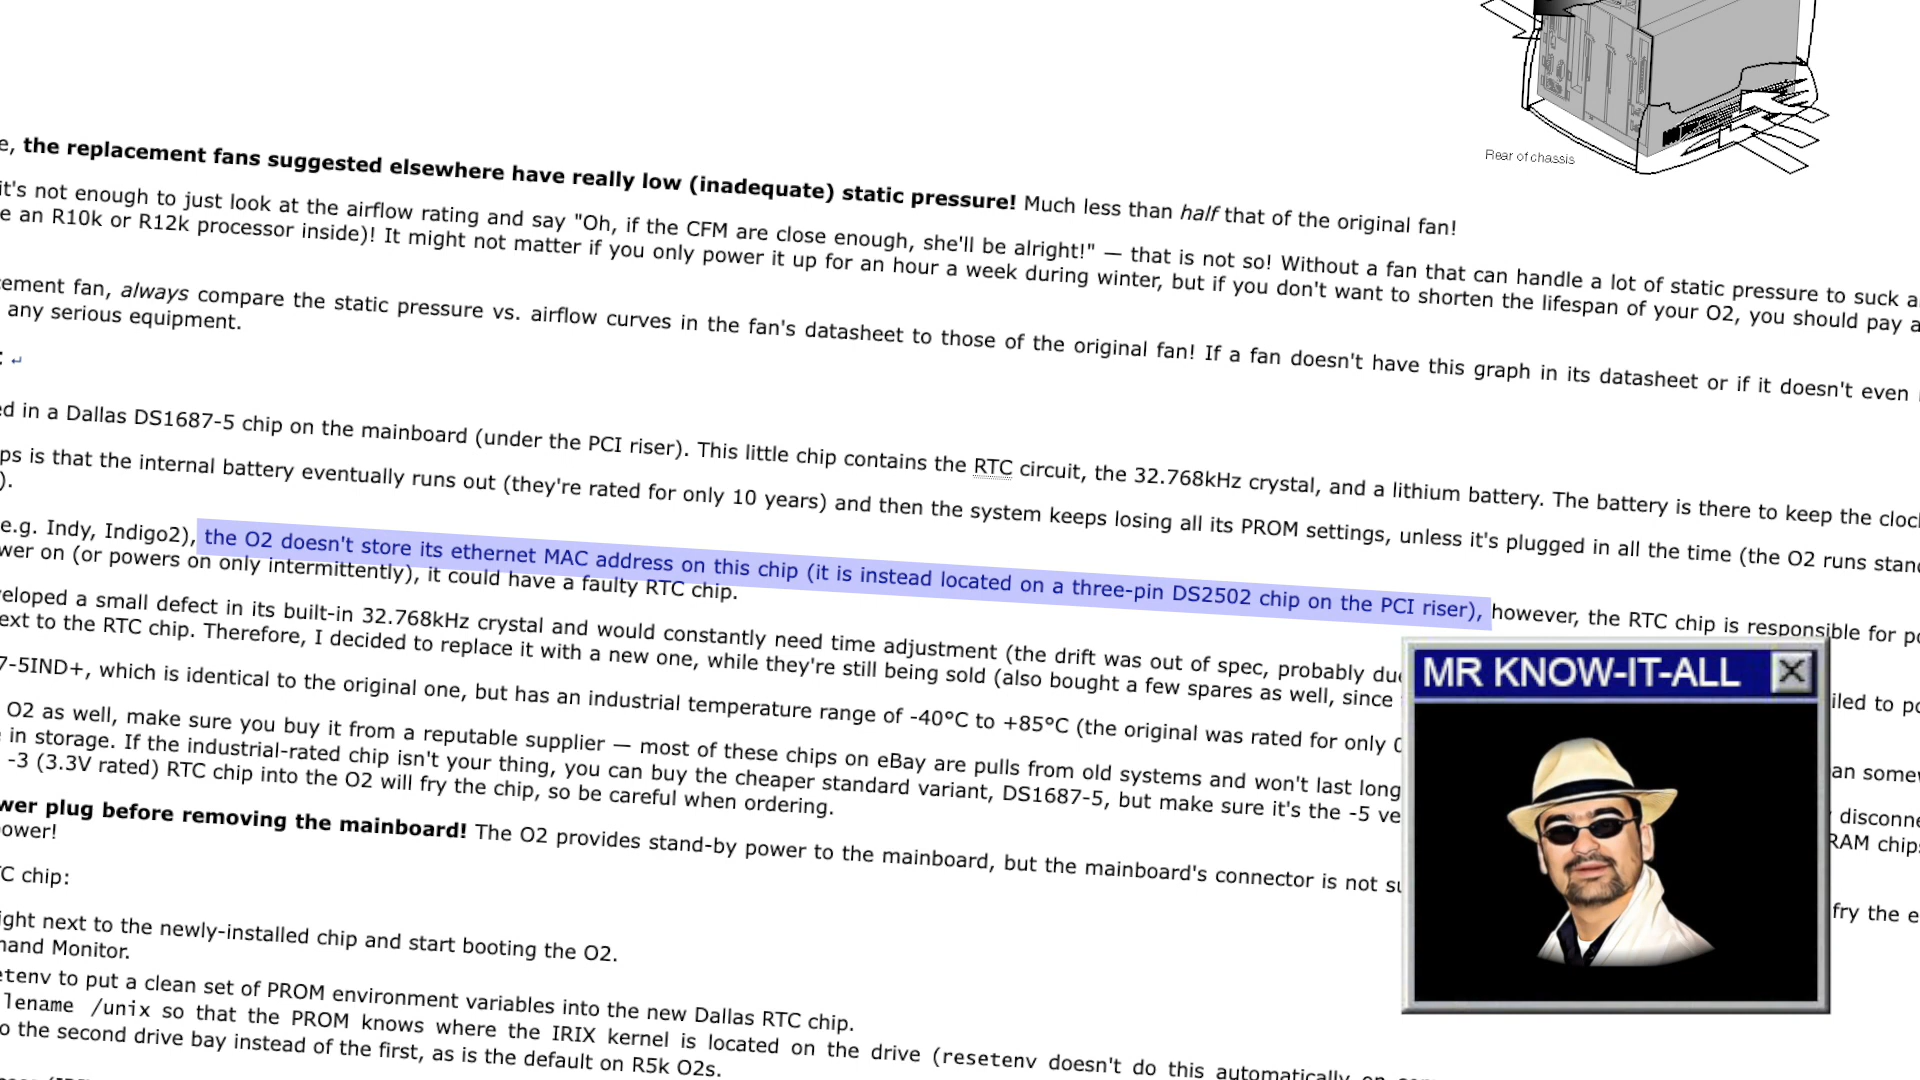 Rear of chassis
e, the replacement fans suggested elsewhere have really low (inadequate) static pressure! Much less than half that of the original fan!
it's not enough to just look at the airflow rating and say "Oh, if the CFM are close enough, she'll be alright!" — that is not so! Without a fan that can handle a lot of static pressure to suck a
e an R10k or R12k processor inside)! It might not matter if you only power it up for an hour a week during winter, but if you don't want to shorten the lifespan of your O2, you should pay a
cement fan, always compare the static pressure vs. airflow curves in the fan's datasheet to those of the original fan! If a fan doesn't have this graph in its datasheet or if it doesn't even
any serious equipment.
: ↵
ed in a Dallas DS1687-5 chip on the mainboard (under the PCI riser). This little chip contains the RTC circuit, the 32.768kHz crystal, and a lithium battery. The battery is there to keep the cloc
ps is that the internal battery eventually runs out (they're rated for only 10 years) and then the system keeps losing all its PROM settings, unless it's plugged in all the time (the O2 runs stan
).
e.g. Indy, Indigo2), the O2 doesn't store its ethernet MAC address on this chip (it is instead located on a three-pin DS2502 chip on the PCI riser), however, the RTC chip is responsible for po
wer on (or powers on only intermittently), it could have a faulty RTC chip.
veloped a small defect in its built-in 32.768kHz crystal and would constantly need time adjustment (the drift was out of spec, probably due iled to po
ext to the RTC chip. Therefore, I decided to replace it with a new one, while they're still being sold (also bought a few spares as well, since
7-5IND+, which is identical to the original one, but has an industrial temperature range of -40°C to +85°C (the original was rated for only 0 an somew
O2 as well, make sure you buy it from a reputable supplier — most of these chips on eBay are pulls from old systems and won't last long disconne
in storage. If the industrial-rated chip isn't your thing, you can buy the cheaper standard variant, DS1687-5, but make sure it's the -5 ve RAM chips
-3 (3.3V rated) RTC chip into the O2 will fry the chip, so be careful when ordering.
wer plug before removing the mainboard! The O2 provides stand-by power to the mainboard, but the mainboard's connector is not su fry the e
power!
C chip:
ight next to the newly-installed chip and start booting the O2.
mand Monitor.
etenv to put a clean set of PROM environment variables into the new Dallas RTC chip.
lename /unix so that the PROM knows where the IRIX kernel is located on the drive (resetenv doesn't do this automatically on
o the second drive bay instead of the first, as is the default on R5k O2s.
MR KNOW-IT-ALL